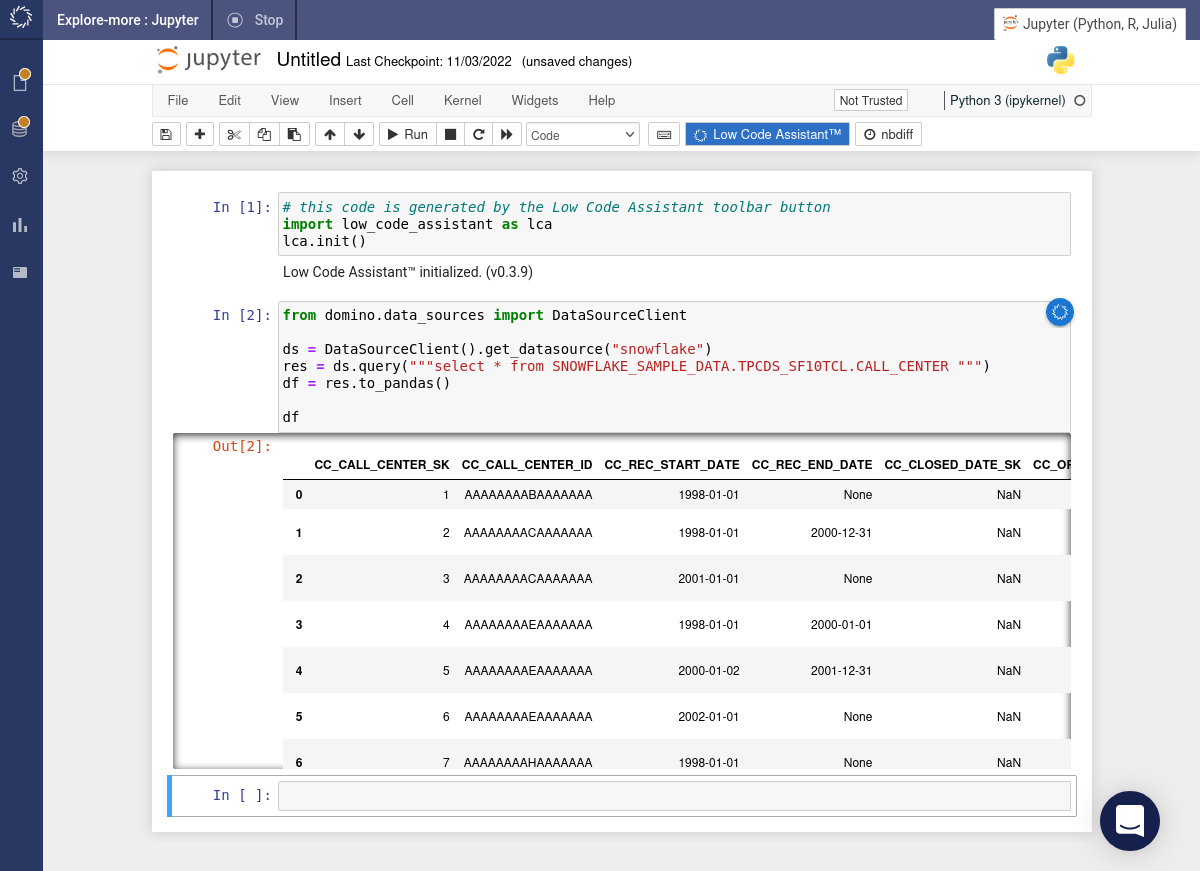 Explore-more : Jupyter Stop Jupyter (Python, R, Julia)
jupyter Untitled Last Checkpoint: 11/03/2022 (unsaved changes)
File Edit View Insert Cell Kernel Widgets Help Not Trusted Python 3 (ipykernel)
Run Code Low Code Assistant™ nbdiff
In [1]: # this code is generated by the Low Code Assistant toolbar button
import low_code_assistant as lca
lca.init()
Low Code Assistant™ initialized. (v0.3.9)
In [2]: from domino.data_sources import DataSourceClient
ds = DataSourceClient().get_datasource("snowflake")
res = ds.query("""select * from SNOWFLAKE_SAMPLE_DATA.TPCDS_SF10TCL.CALL_CENTER """)
df = res.to_pandas()
df
Out[2]:
CC_CALL_CENTER_SK CC_CALL_CENTER_ID CC_REC_START_DATE CC_REC_END_DATE CC_CLOSED_DATE_SK CC_OP
0 1 AAAAAAAABAAAAAAA 1998-01-01 None NaN
1 2 AAAAAAAACAAAAAAA 1998-01-01 2000-12-31 NaN
2 3 AAAAAAAACAAAAAAA 2001-01-01 None NaN
3 4 AAAAAAAAEAAAAAAA 1998-01-01 2000-01-01 NaN
4 5 AAAAAAAAEAAAAAAA 2000-01-02 2001-12-31 NaN
5 6 AAAAAAAAEAAAAAAA 2002-01-01 None NaN
6 7 AAAAAAAAHAAAAAAA 1998-01-01 None NaN
In [ ]: